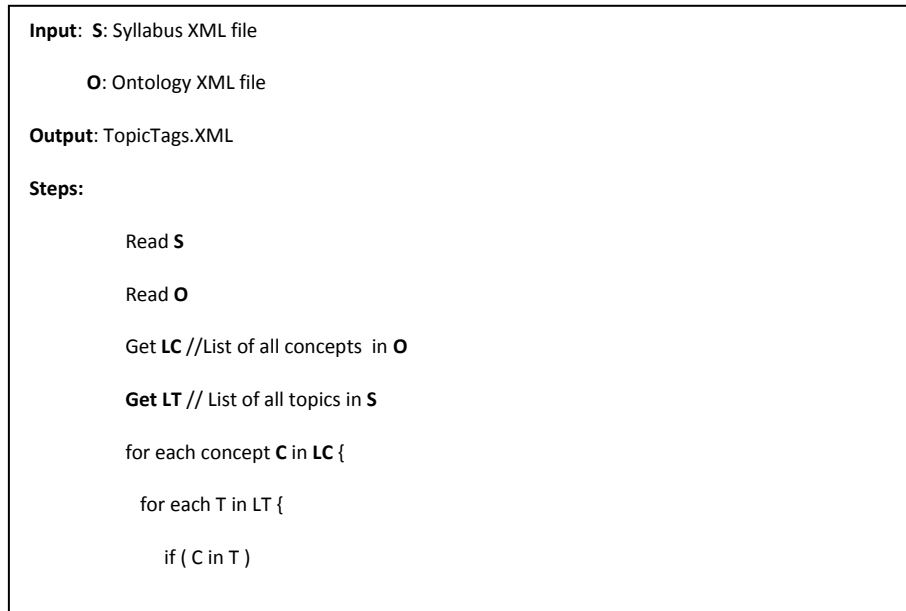 Input: S: Syllabus XML file
O: Ontology XML file
Output: TopicTags.XML
Steps:
Read S
Read O
Get LC //List of all concepts in O
Get LT // List of all topics in S
for each concept C in LC {
for each T in LT {
if ( C in T )